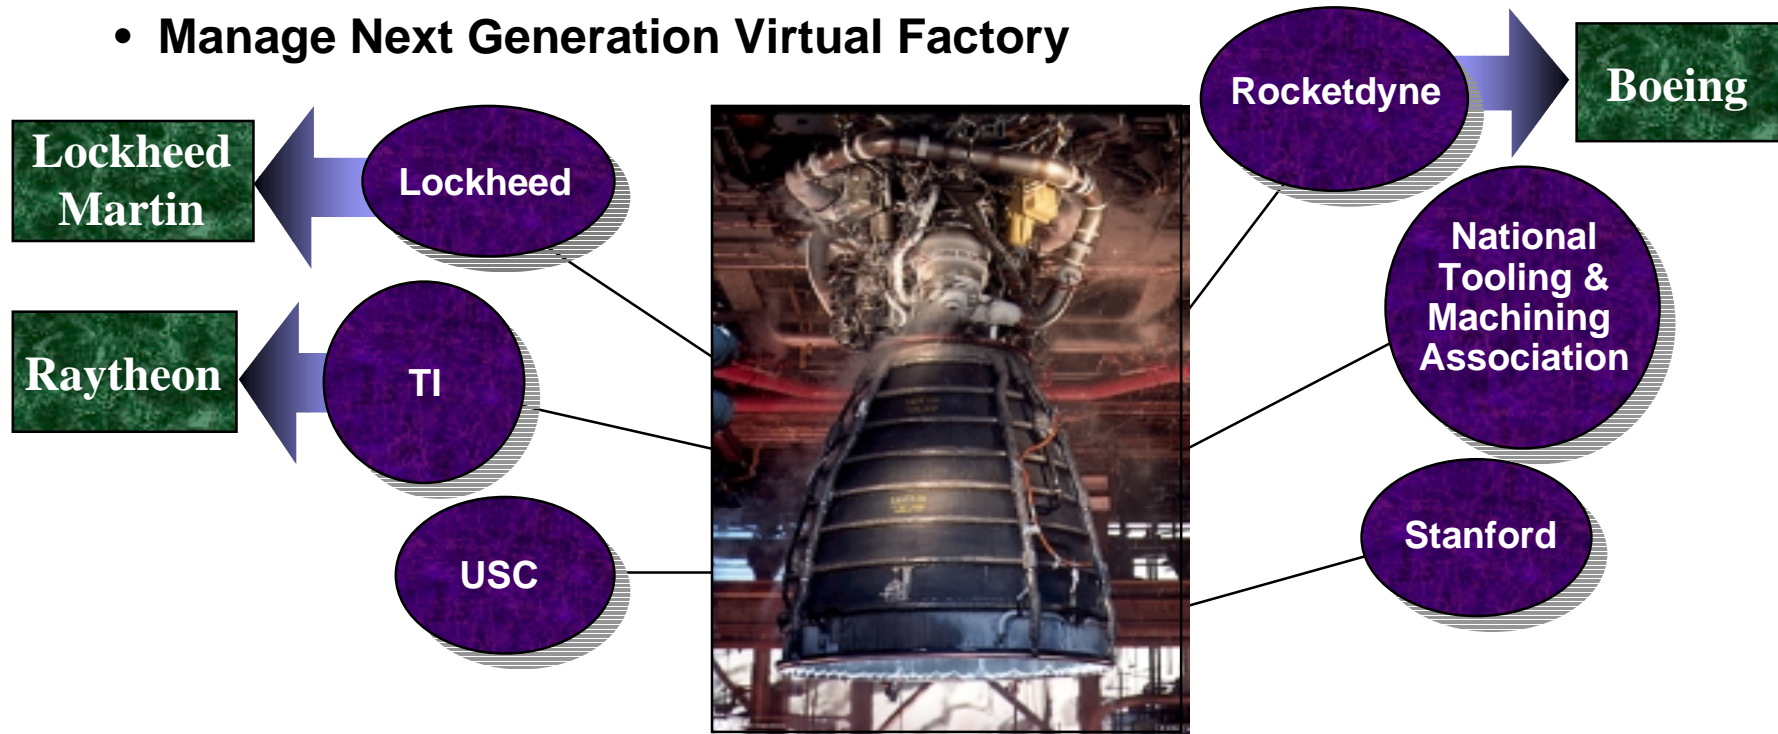 • Manage Next Generation Virtual Factory
Rocketdyne
Boeing
Lockheed
Martin
Lockheed
National
Tooling &
Machining
Association
Raytheon
TI
Stanford
USC